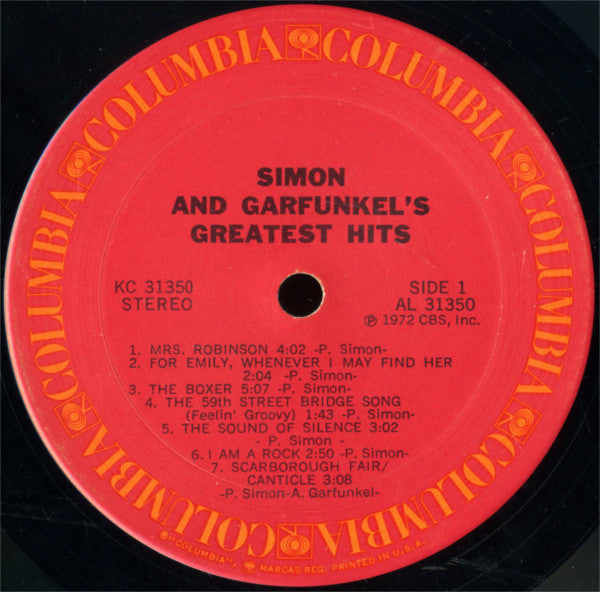 COLUMBIA COLUMBIA COLUMBIA COLUMBIA COLUMBIA COLUMBIA
SIMON
AND GARFUNKEL'S
GREATEST HITS
KC 31350
STEREO
SIDE 1
AL 31350
Ⓟ 1972 CBS, Inc.
1. MRS. ROBINSON 4:02 -P. Simon-
2. FOR EMILY, WHENEVER I MAY FIND HER
2:04 -P. Simon-
3. THE BOXER 5:07 -P. Simon-
4. THE 59th STREET BRIDGE SONG
(Feelin' Groovy) 1:43 -P. Simon-
5. THE SOUND OF SILENCE 3:02
- P. Simon -
6. I AM A ROCK 2:50 -P. Simon-
7. SCARBOROUGH FAIR/
CANTICLE 3:08
-P. Simon-A. Garfunkel-
®"COLUMBIA", MARCAS REG. PRINTED IN U.S.A.